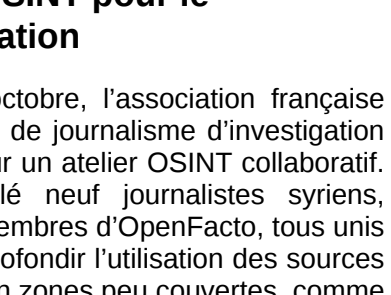 OSINT pour le
ation
octobre, l’association française
de journalisme d’investigation
r un atelier OSINT collaboratif.
lé neuf journalistes syriens,
embres d’OpenFacto, tous unis
ofondir l’utilisation des sources
n zones peu couvertes, comme